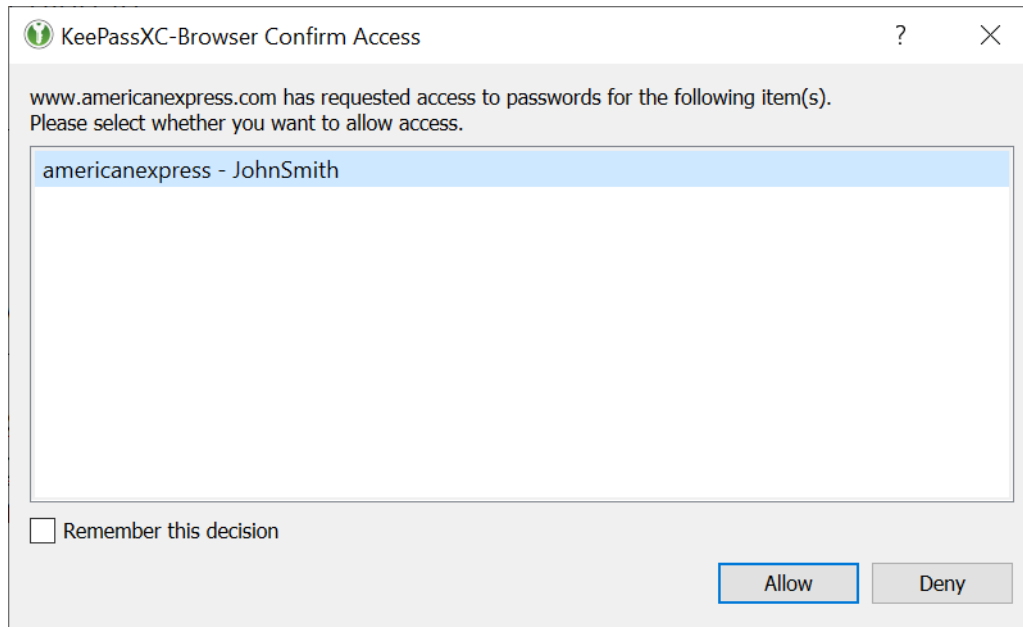 KeePassXC-Browser Confirm Access
?
www.americanexpress.com has requested access to passwords for the following item(s).
Please select whether you want to allow access.
americanexpress - JohnSmith
Remember this decision
Allow
Deny